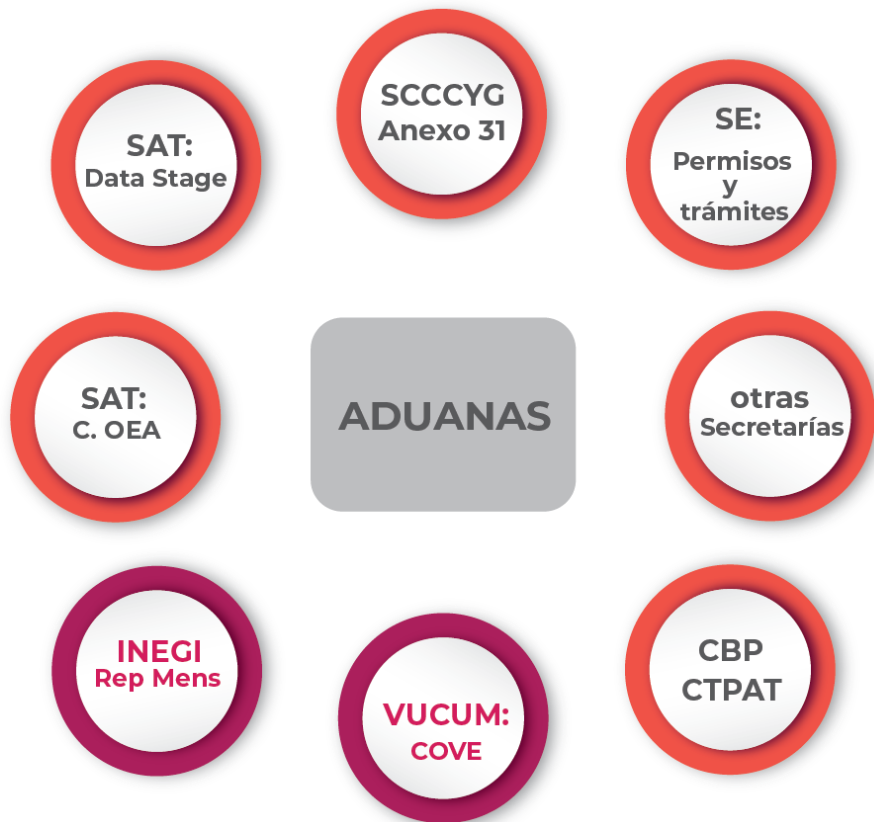 SCCCYG
Anexo 31
SAT:
Data Stage
SE:
Permisos
y
trámites
SAT:
C. OEA
ADUANAS
otras
Secretarías
INEGI
Rep Mens
VUCUM:
COVE
CBP
CTPAT